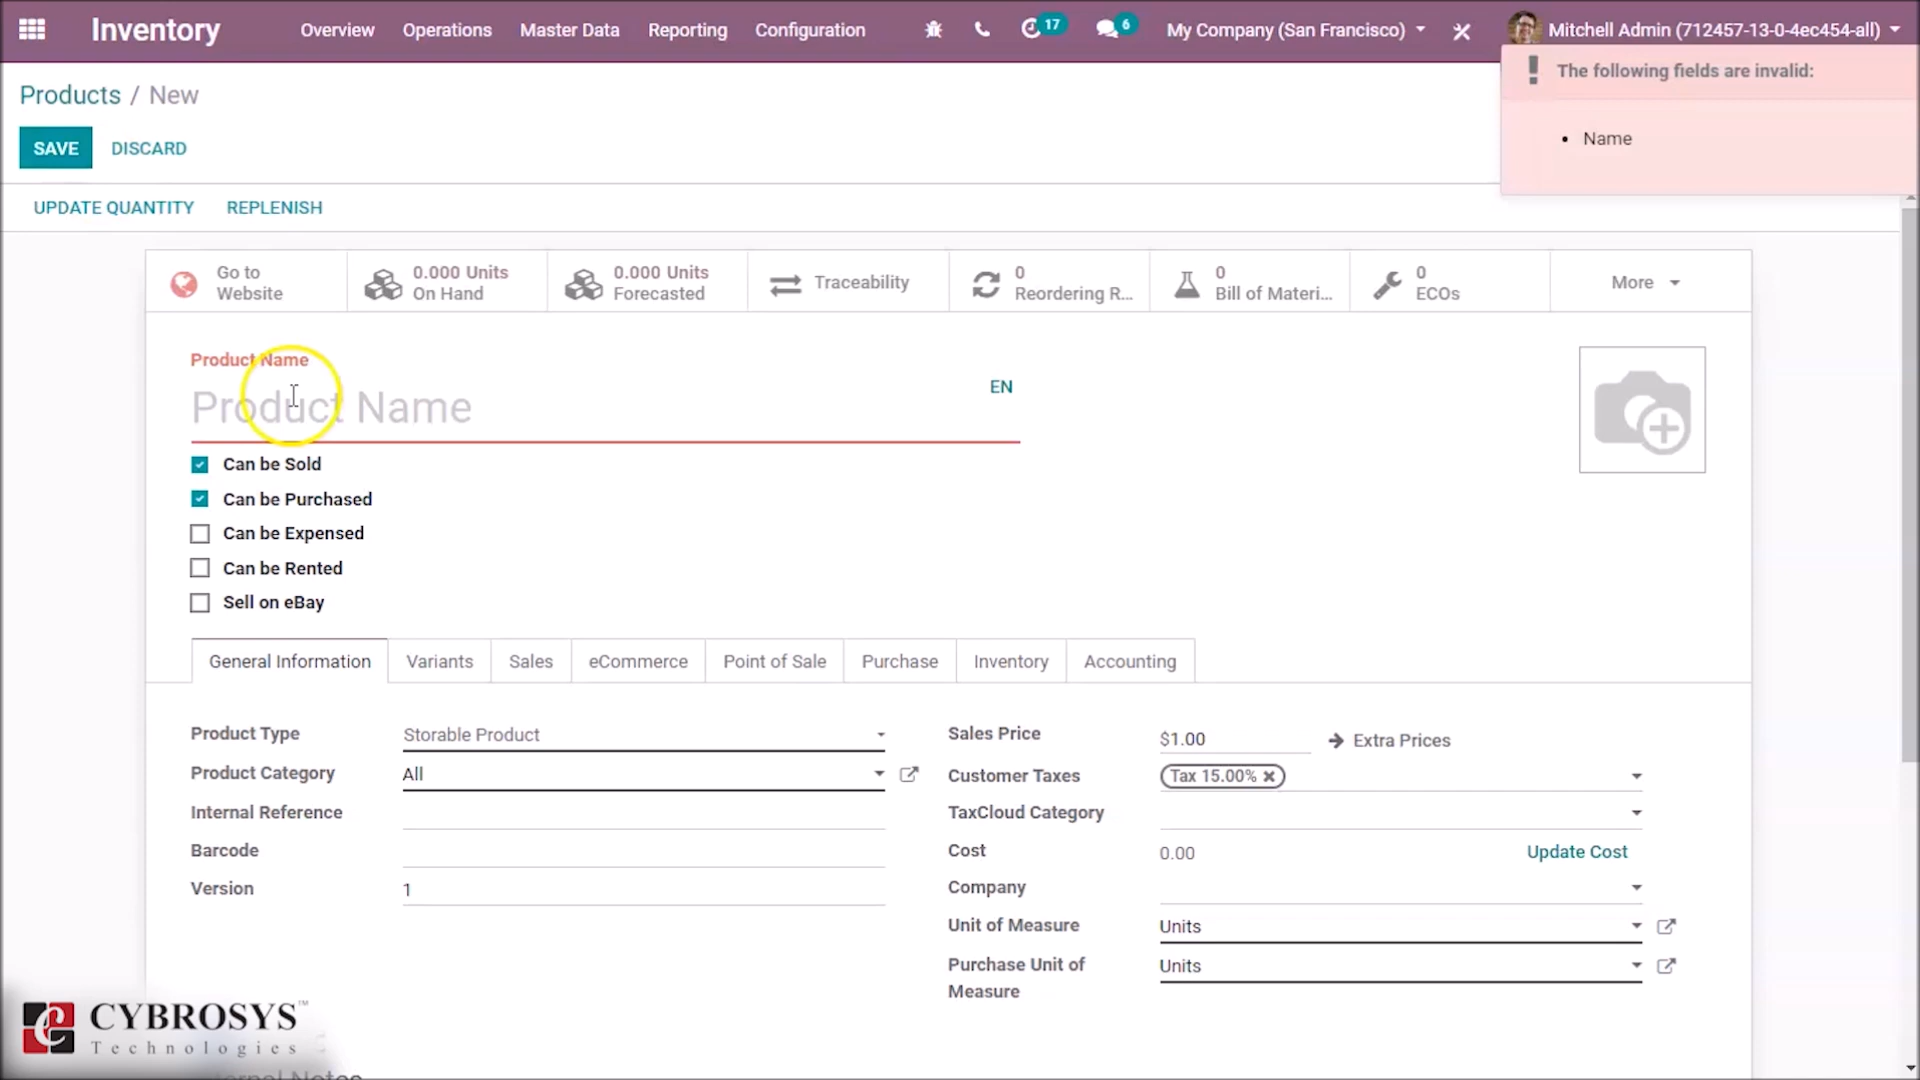 Inventory Overview Operations Master Data Reporting Configuration 17 6 My Company (San Francisco) Mitchell Admin (712457-13-0-4ec454-all)
The following fields are invalid:
• Name
Products / New
SAVE DISCARD
UPDATE QUANTITY REPLENISH
Go to Website
0.000 Units On Hand
0.000 Units Forecasted
Traceability
0 Reordering R...
0 Bill of Materi...
0 ECOs
More
Product Name
Product Name
EN
Can be Sold
Can be Purchased
Can be Expensed
Can be Rented
Sell on eBay
General Information Variants Sales eCommerce Point of Sale Purchase Inventory Accounting
Product Type Storable Product
Product Category All
Internal Reference
Barcode
Version 1
Sales Price $1.00 Extra Prices
Customer Taxes Tax 15.00% ×
TaxCloud Category
Cost 0.00 Update Cost
Company
Unit of Measure Units
Purchase Unit of Measure Units
CYBROSYS™
Technologies